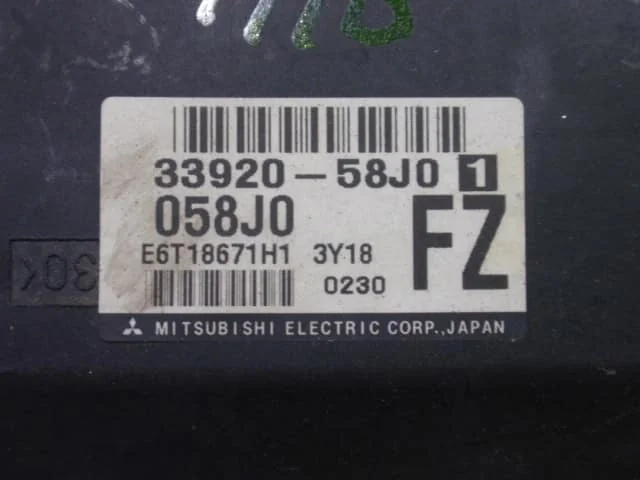 33920-58J0 1
058J0
FZ
E6T18671H1 3Y18
0230
MITSUBISHI ELECTRIC CORP., JAPAN